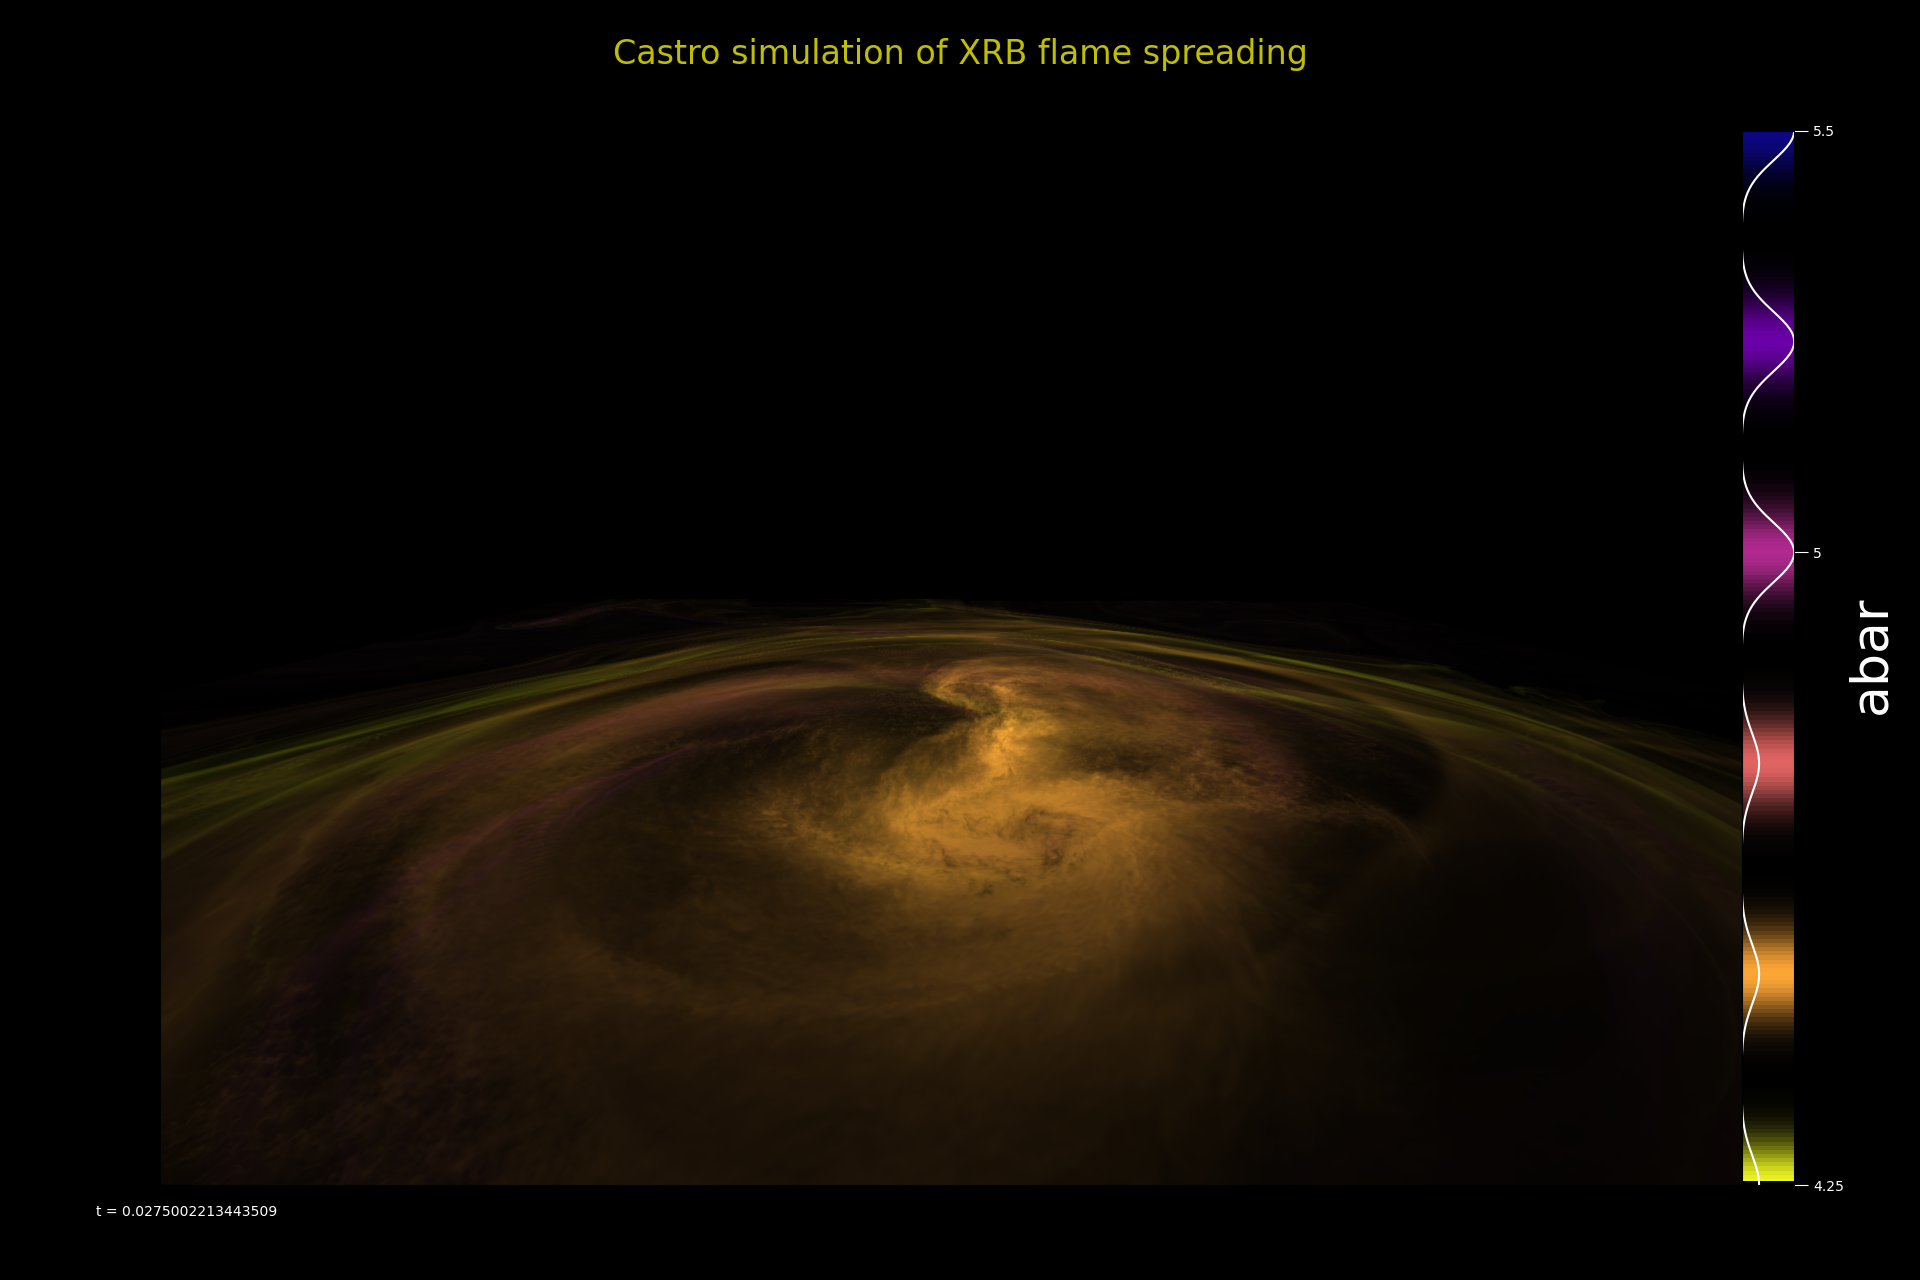 Castro simulation of XRB flame spreading
5.5
5
abar
4.25
t = 0.0275002213443509